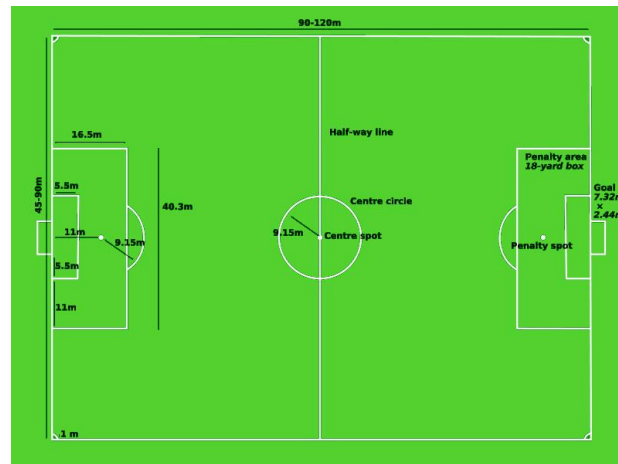 90-120m
Half-way line
16.5m
Penalty area
18-yard box
5.5m
Goal
7.32m
×
2.44m
45-90m
40.3m
Centre circle
11m
9.15m
9.15m
Centre spot
Penalty spot
5.5m
11m
1 m